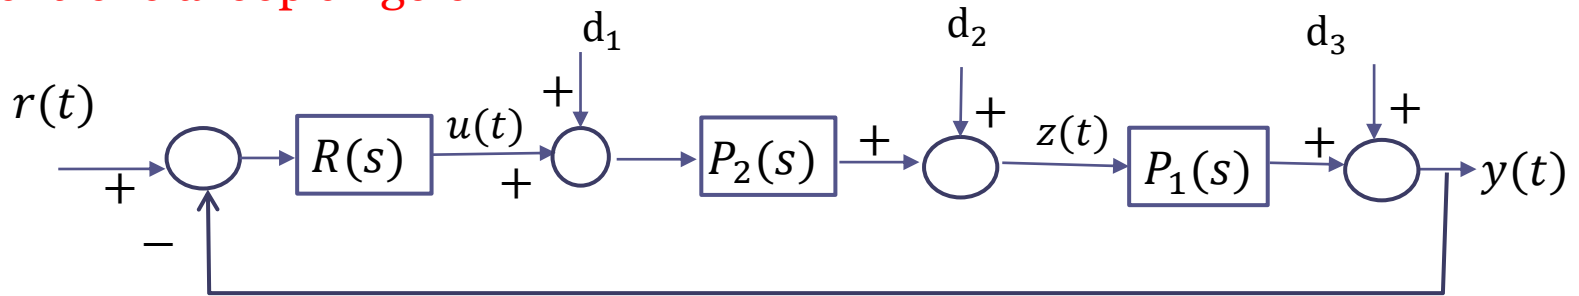 d₁
d₂
d₃
r(t)
+
−
R(s)
u(t)
+
+
P₂(s)
+
+
z(t)
P₁(s)
+
+
y(t)